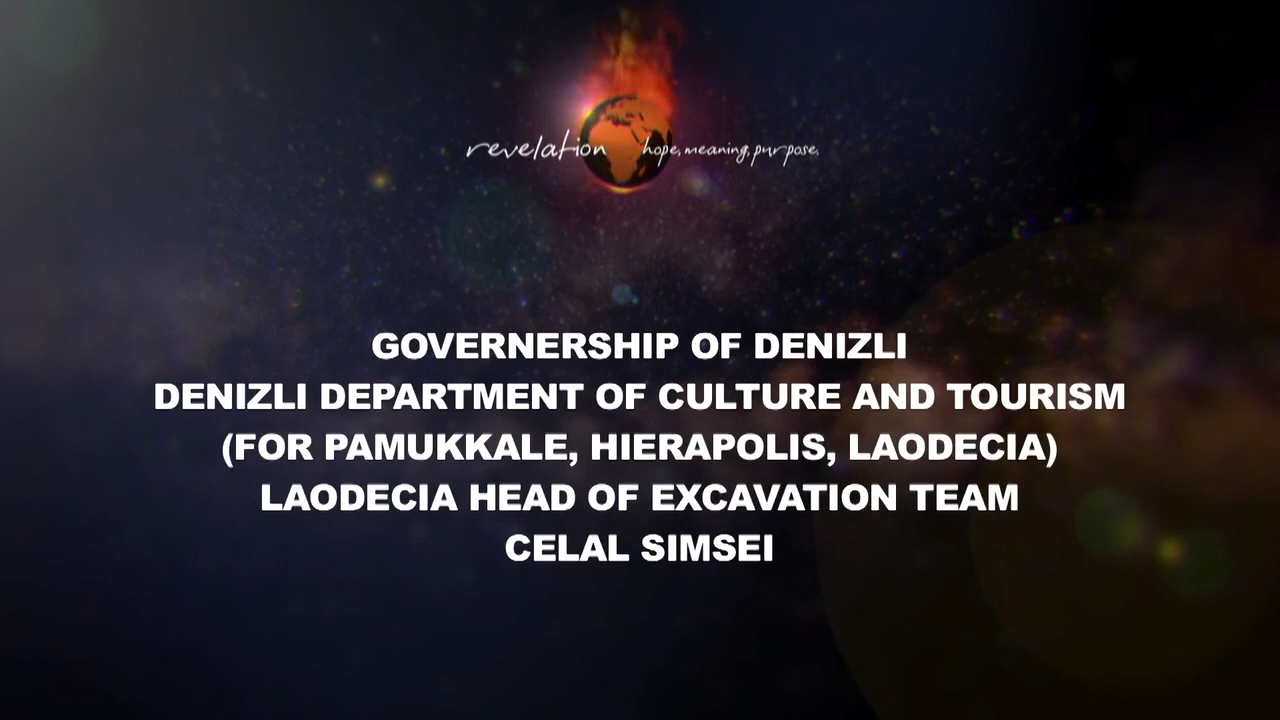 revelation hope, meaning, purpose.
GOVERNERSHIP OF DENIZLI
DENIZLI DEPARTMENT OF CULTURE AND TOURISM
(FOR PAMUKKALE, HIERAPOLIS, LAODECIA)
LAODECIA HEAD OF EXCAVATION TEAM
CELAL SIMSEI